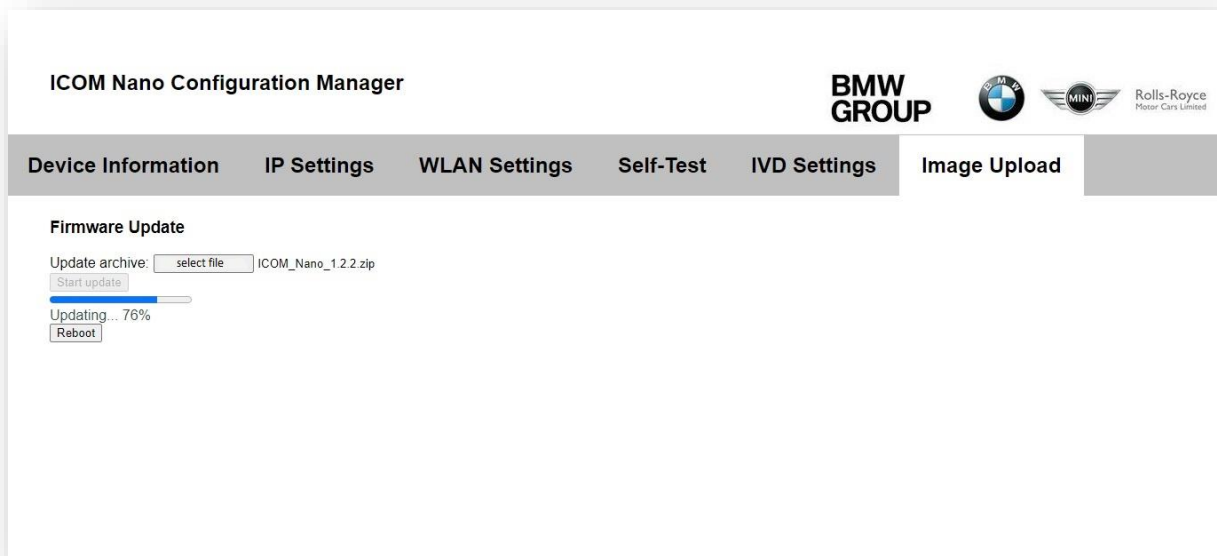 ICOM Nano Configuration Manager
BMW
GROUP
BMW
MINI
Rolls-Royce
Motor Cars Limited
Device Information IP Settings WLAN Settings Self-Test IVD Settings Image Upload
Firmware Update
Update archive: select file ICOM_Nano_1.2.2.zip
Start update
Updating... 76%
Reboot